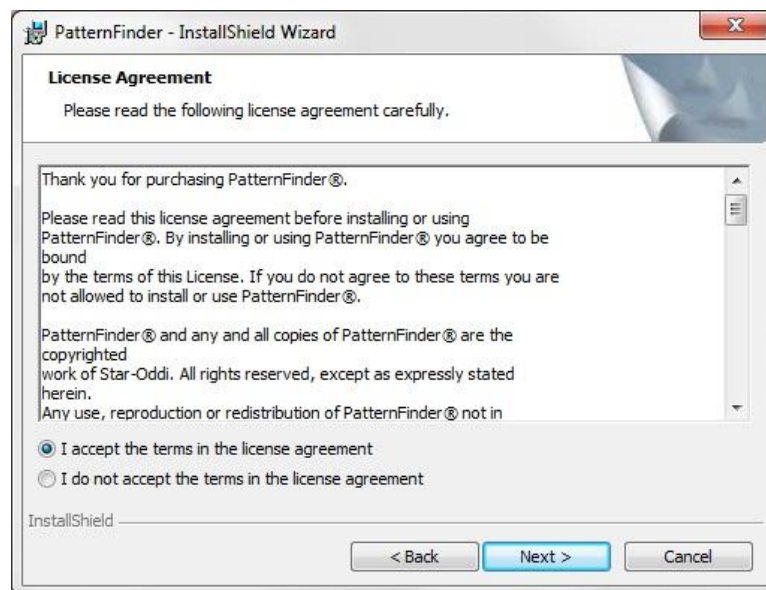 PatternFinder - InstallShield Wizard
License Agreement
Please read the following license agreement carefully.
Thank you for purchasing PatternFinder®.
Please read this license agreement before installing or using
PatternFinder®. By installing or using PatternFinder® you agree to be
bound
by the terms of this License. If you do not agree to these terms you are
not allowed to install or use PatternFinder®.
PatternFinder® and any and all copies of PatternFinder® are the
copyrighted
work of Star-Oddi. All rights reserved, except as expressly stated
herein.
Any use, reproduction or redistribution of PatternFinder® not in
I accept the terms in the license agreement
I do not accept the terms in the license agreement
InstallShield
< Back Next > Cancel